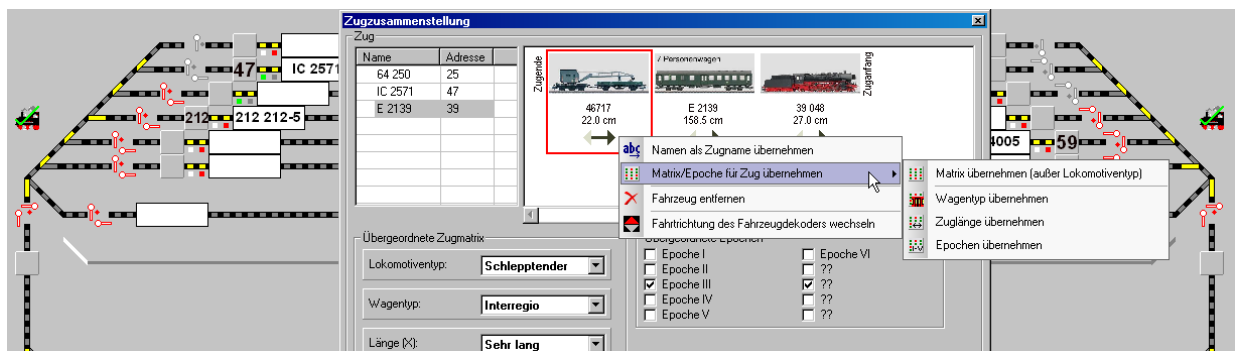 Zugzusammenstellung
Zug
Name Adresse
64 250 25
IC 2571 47
E 2139 39
Zugende
7 Personenwagen
Zuganfang
46717 E 2139 39 048
22.0 cm 158.5 cm 27.0 cm
47 IC 2571
212 212 212-5
4005 59
abc Namen als Zugname übernehmen
Matrix/Epoche für Zug übernehmen
Fahrzeug entfernen
Fahrtrichtung des Fahrzeugdekoders wechseln
Matrix übernehmen (außer Lokomotiventyp)
Wagentyp übernehmen
Zuglänge übernehmen
I-V Epochen übernehmen
Übergeordnete Zugmatrix
Lokomotiventyp: Schlepptender
Wagentyp: Interregio
Länge (X): Sehr lang
Übergeordnete Epochen
Epoche I Epoche VI
Epoche II ??
Epoche III ??
Epoche IV ??
Epoche V ??